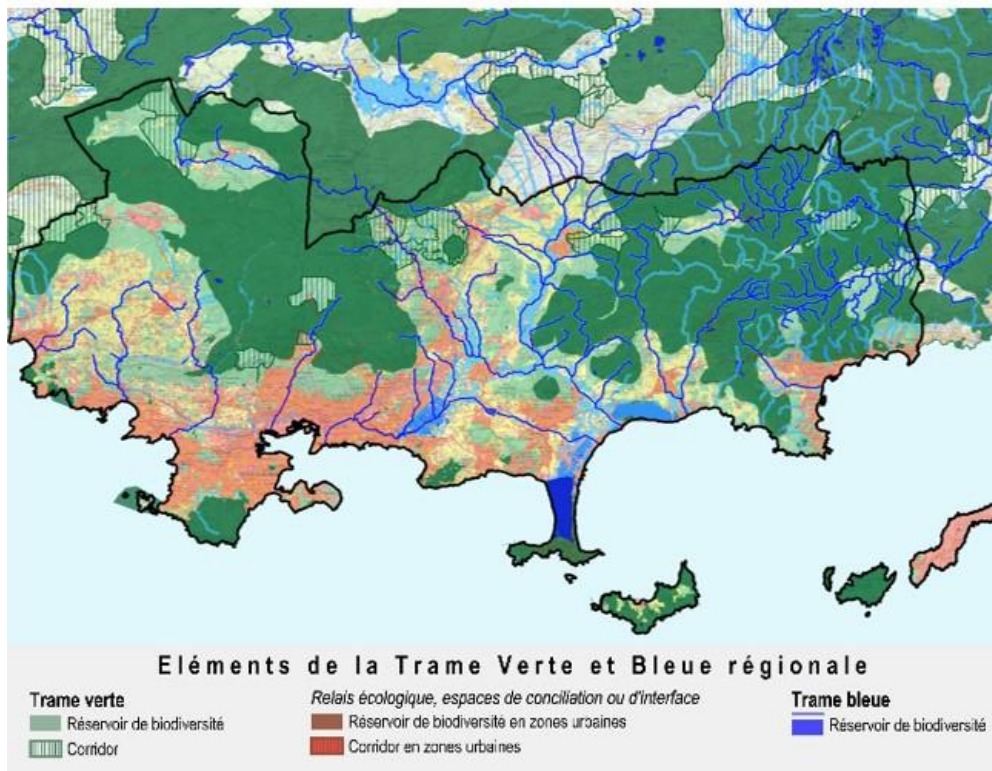 Eléments de la Trame Verte et Bleue régionale
Trame verte
Réservoir de biodiversité
Corridor
Relais écologique, espaces de conciliation ou d'interface
Réservoir de biodiversité en zones urbaines
Corridor en zones urbaines
Trame bleue
Réservoir de biodiversité